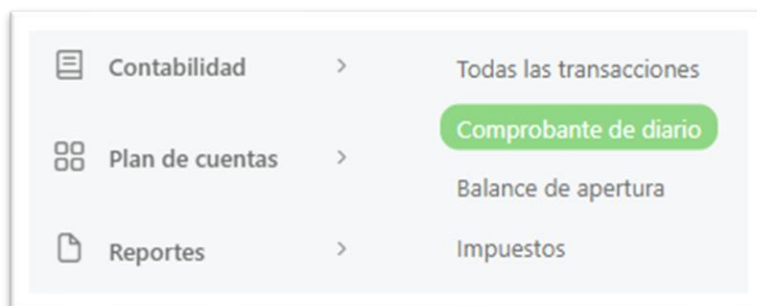 Contabilidad
Plan de cuentas
Reportes
Todas las transacciones
Comprobante de diario
Balance de apertura
Impuestos